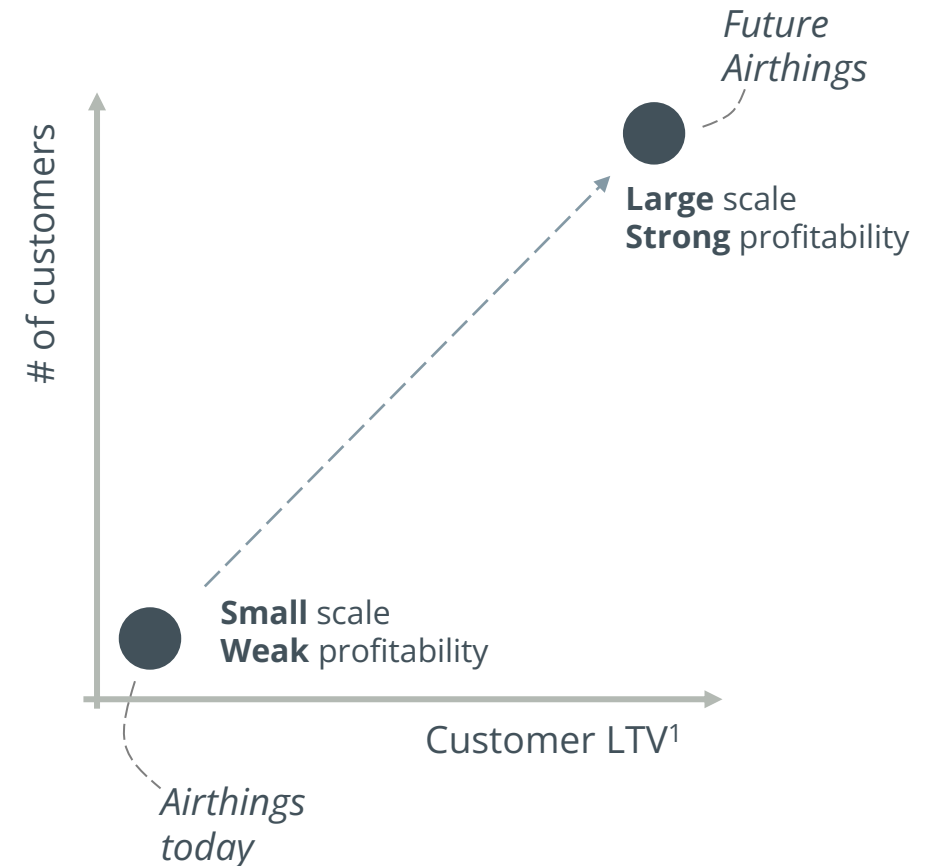 Future
Airthings
# of customers
Large scale
Strong profitability
Small scale
Weak profitability
Customer LTV¹
Airthings
today